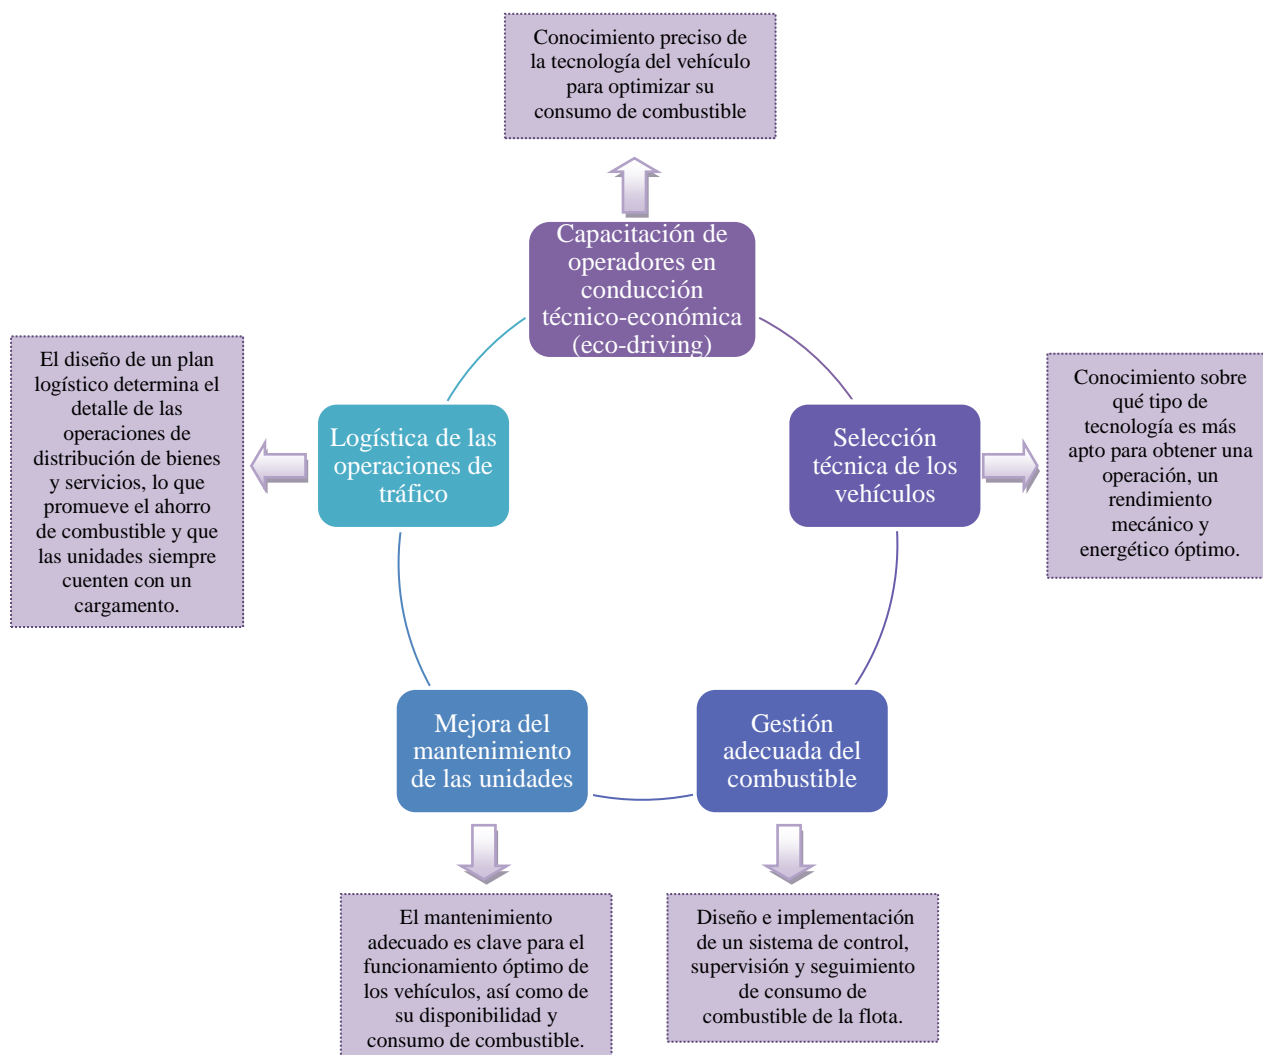 Conocimiento preciso de
la tecnología del vehículo
para optimizar su
consumo de combustible
Capacitación de
operadores en
conducción
técnico-económica
(eco-driving)
El diseño de un plan
logístico determina el
detalle de las
operaciones de
distribución de bienes
y servicios, lo que
promueve el ahorro
de combustible y que
las unidades siempre
cuenten con un
cargamento.
Logística de las
operaciones de
tráfico
Selección
técnica de los
vehículos
Conocimiento sobre
qué tipo de
tecnología es más
apto para obtener una
operación, un
rendimiento
mecánico y
energético óptimo.
Mejora del
mantenimiento
de las unidades
Gestión
adecuada del
combustible
El mantenimiento
adecuado es clave para el
funcionamiento óptimo de
los vehículos, así como de
su disponibilidad y
consumo de combustible.
Diseño e implementación
de un sistema de control,
supervisión y seguimiento
de consumo de
combustible de la flota.